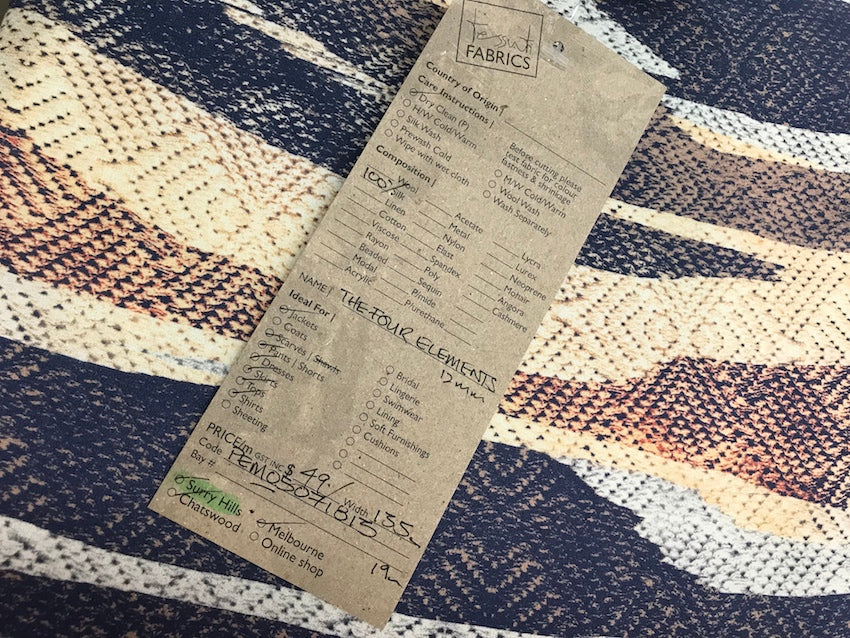 Tessuti
FABRICS
Country of Origin
Care Instructions |
Dry Clean (P)
H/W Cold/Warm
Silk Wash
Prewash Cold
Wipe with wet cloth
Before cutting please
test fabric for colour
fastness & shrinkage
M/W Cold/Warm
Wool Wash
Wash Separately
Composition |
Wool
100% Silk
Linen
Cotton
Viscose
Rayon
Beaded
Modal
Acrylic
Acetate
Metal
Nylon
Elast
Spandex
Poly
Sequin
P/mide
P/urethane
Lycra
Lurex
Neoprene
Mohair
Angora
Cashmere
NAME | THE FOUR ELEMENTS
12mm
Ideal For |
Jackets
Coats
Scarves | Shawls
Pants / Shorts
Dresses
Skirts
Tops
Shirts
Sheeting
Bridal
Lingerie
Swimwear
Lining
Soft Furnishings
Cushions
PRICE/m GST INC $ 49./ Width 135
Code PEM05071813
Bay #
Surry Hills
Chatswood
Melbourne
Online shop
19m